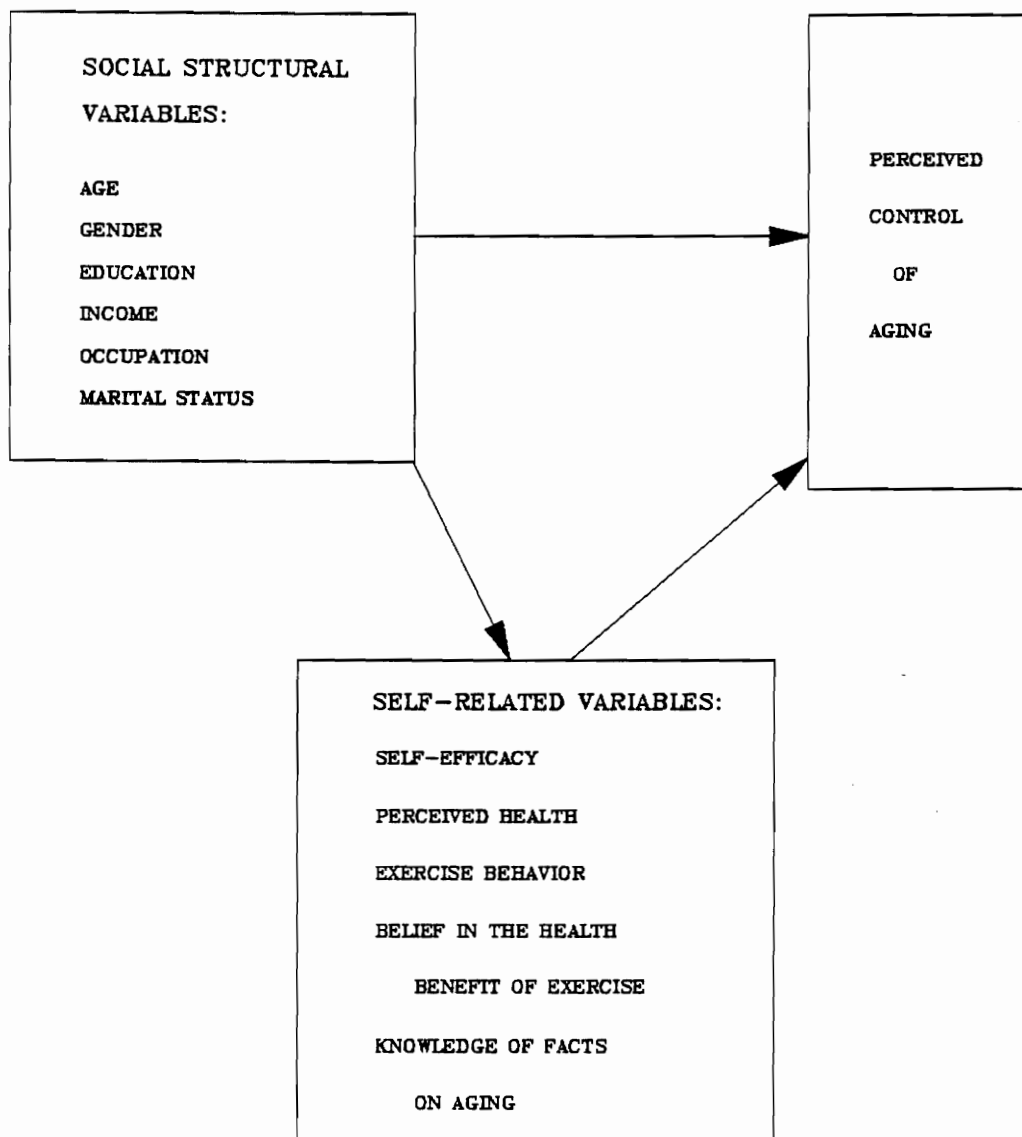 SOCIAL STRUCTURAL
VARIABLES:
AGE
GENDER
EDUCATION
INCOME
OCCUPATION
MARITAL STATUS
PERCEIVED
CONTROL
OF
AGING
SELF-RELATED VARIABLES:
SELF-EFFICACY
PERCEIVED HEALTH
EXERCISE BEHAVIOR
BELIEF IN THE HEALTH
BENEFIT OF EXERCISE
KNOWLEDGE OF FACTS
ON AGING